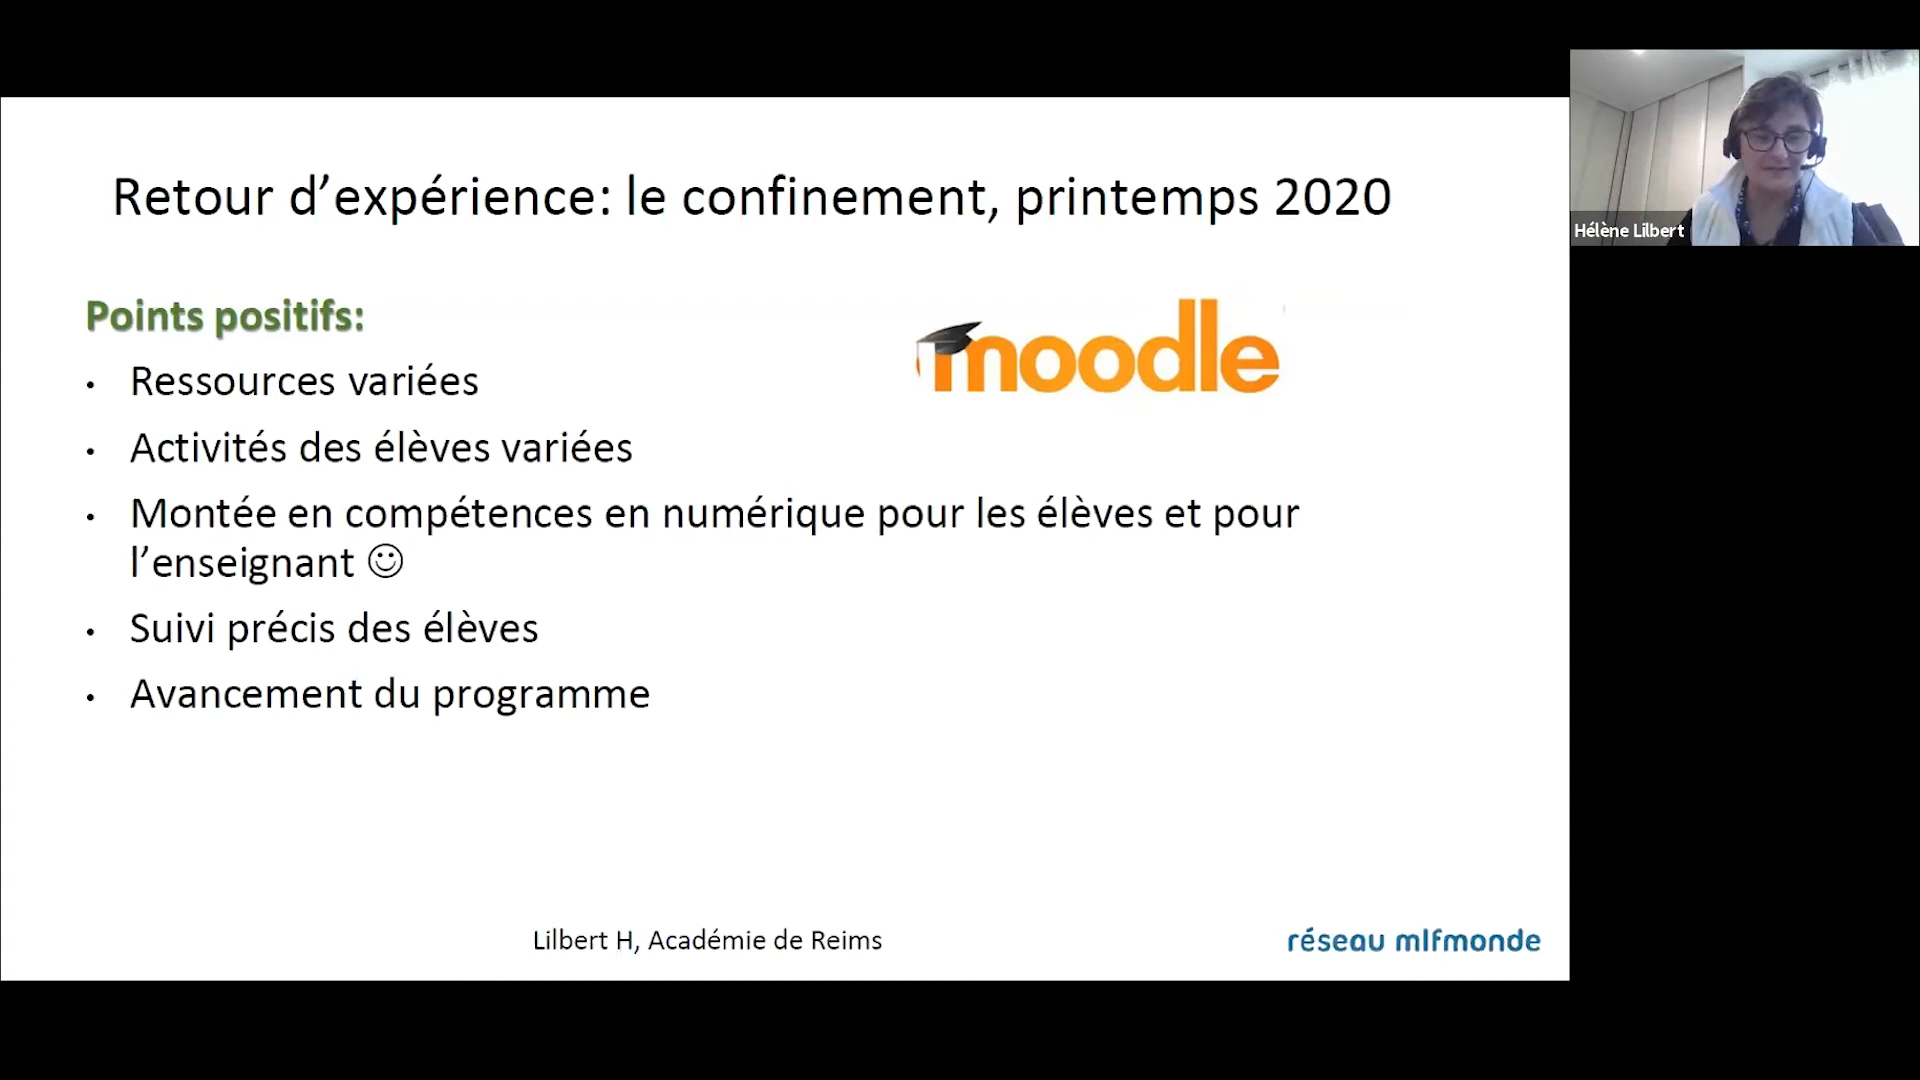 Retour d’expérience: le confinement, printemps 2020
Hélène Lilbert
Points positifs:
moodle
• Ressources variées
• Activités des élèves variées
• Montée en compétences en numérique pour les élèves et pour
l’enseignant ☺
• Suivi précis des élèves
• Avancement du programme
Lilbert H, Académie de Reims
réseau mlfmonde